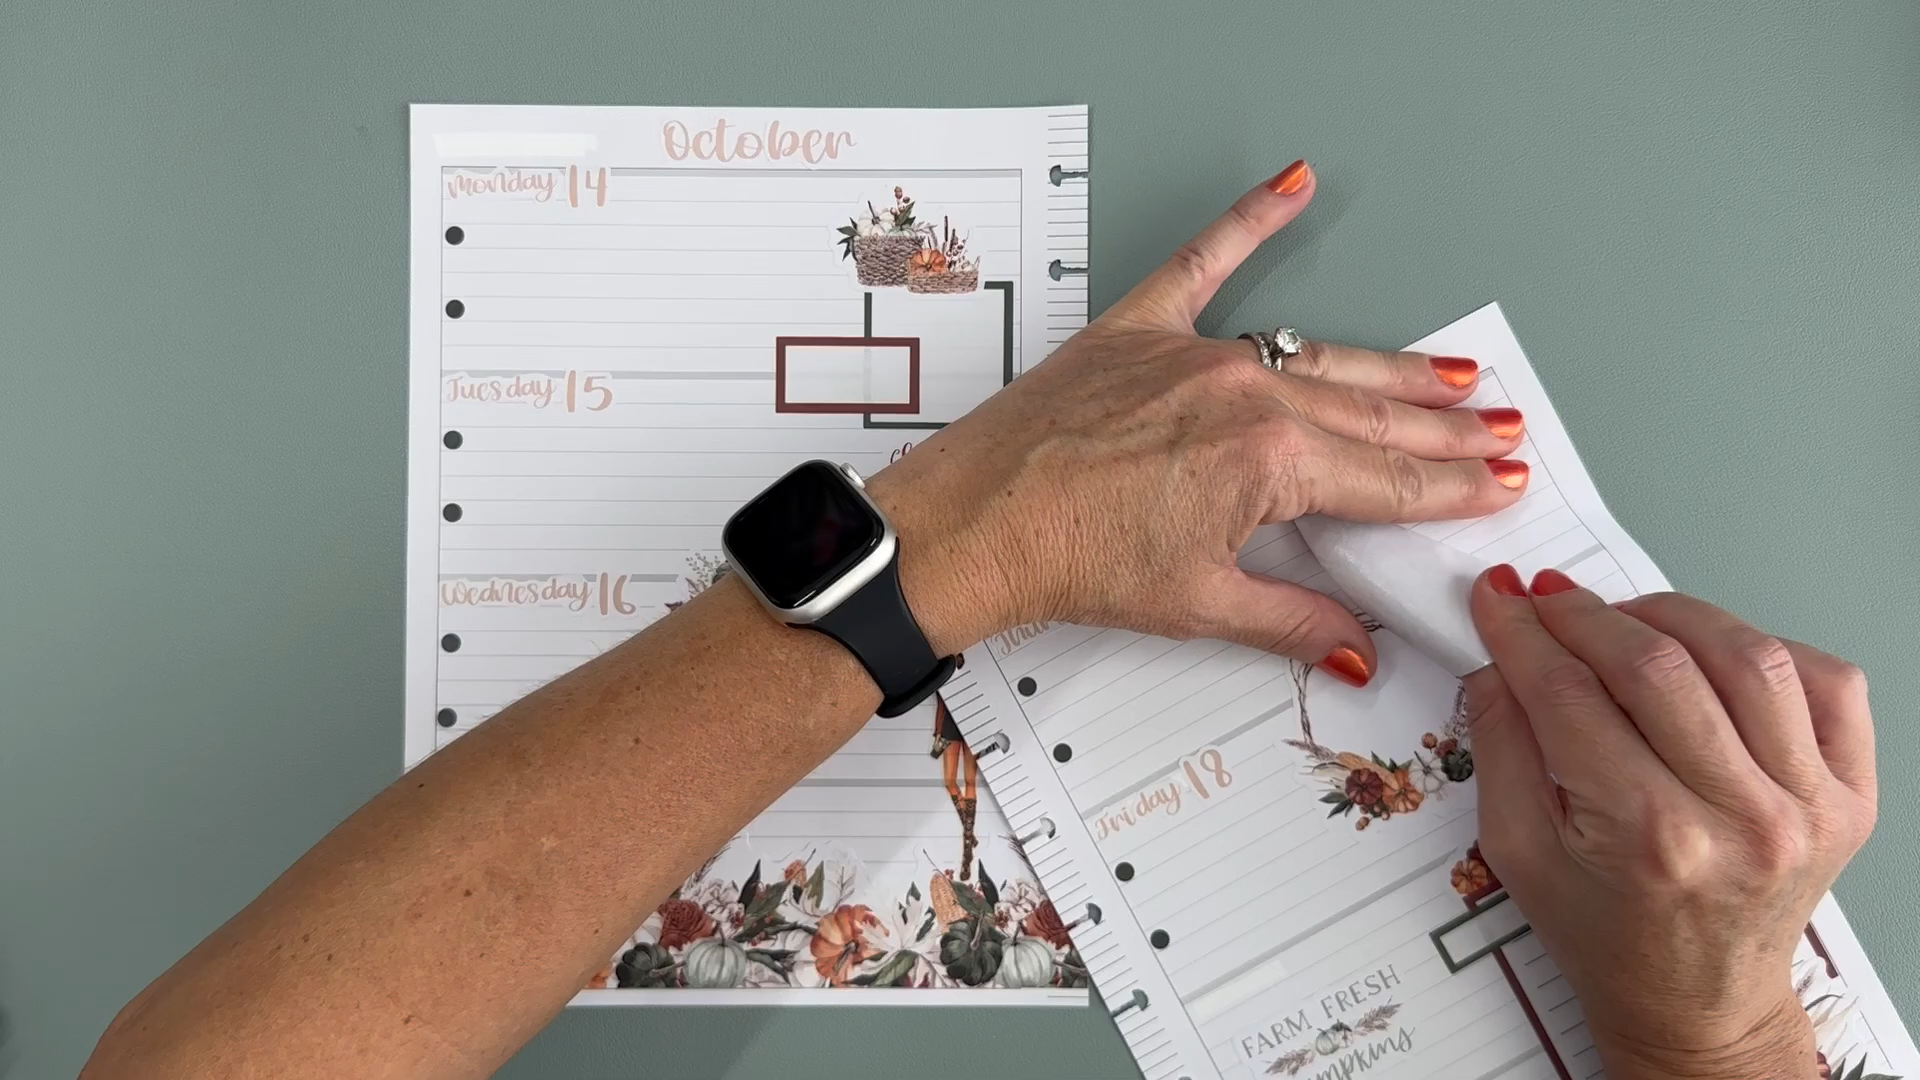 October
Monday 14
Tuesday 15
Wednesday 16
Friday 18
FARM FRESH